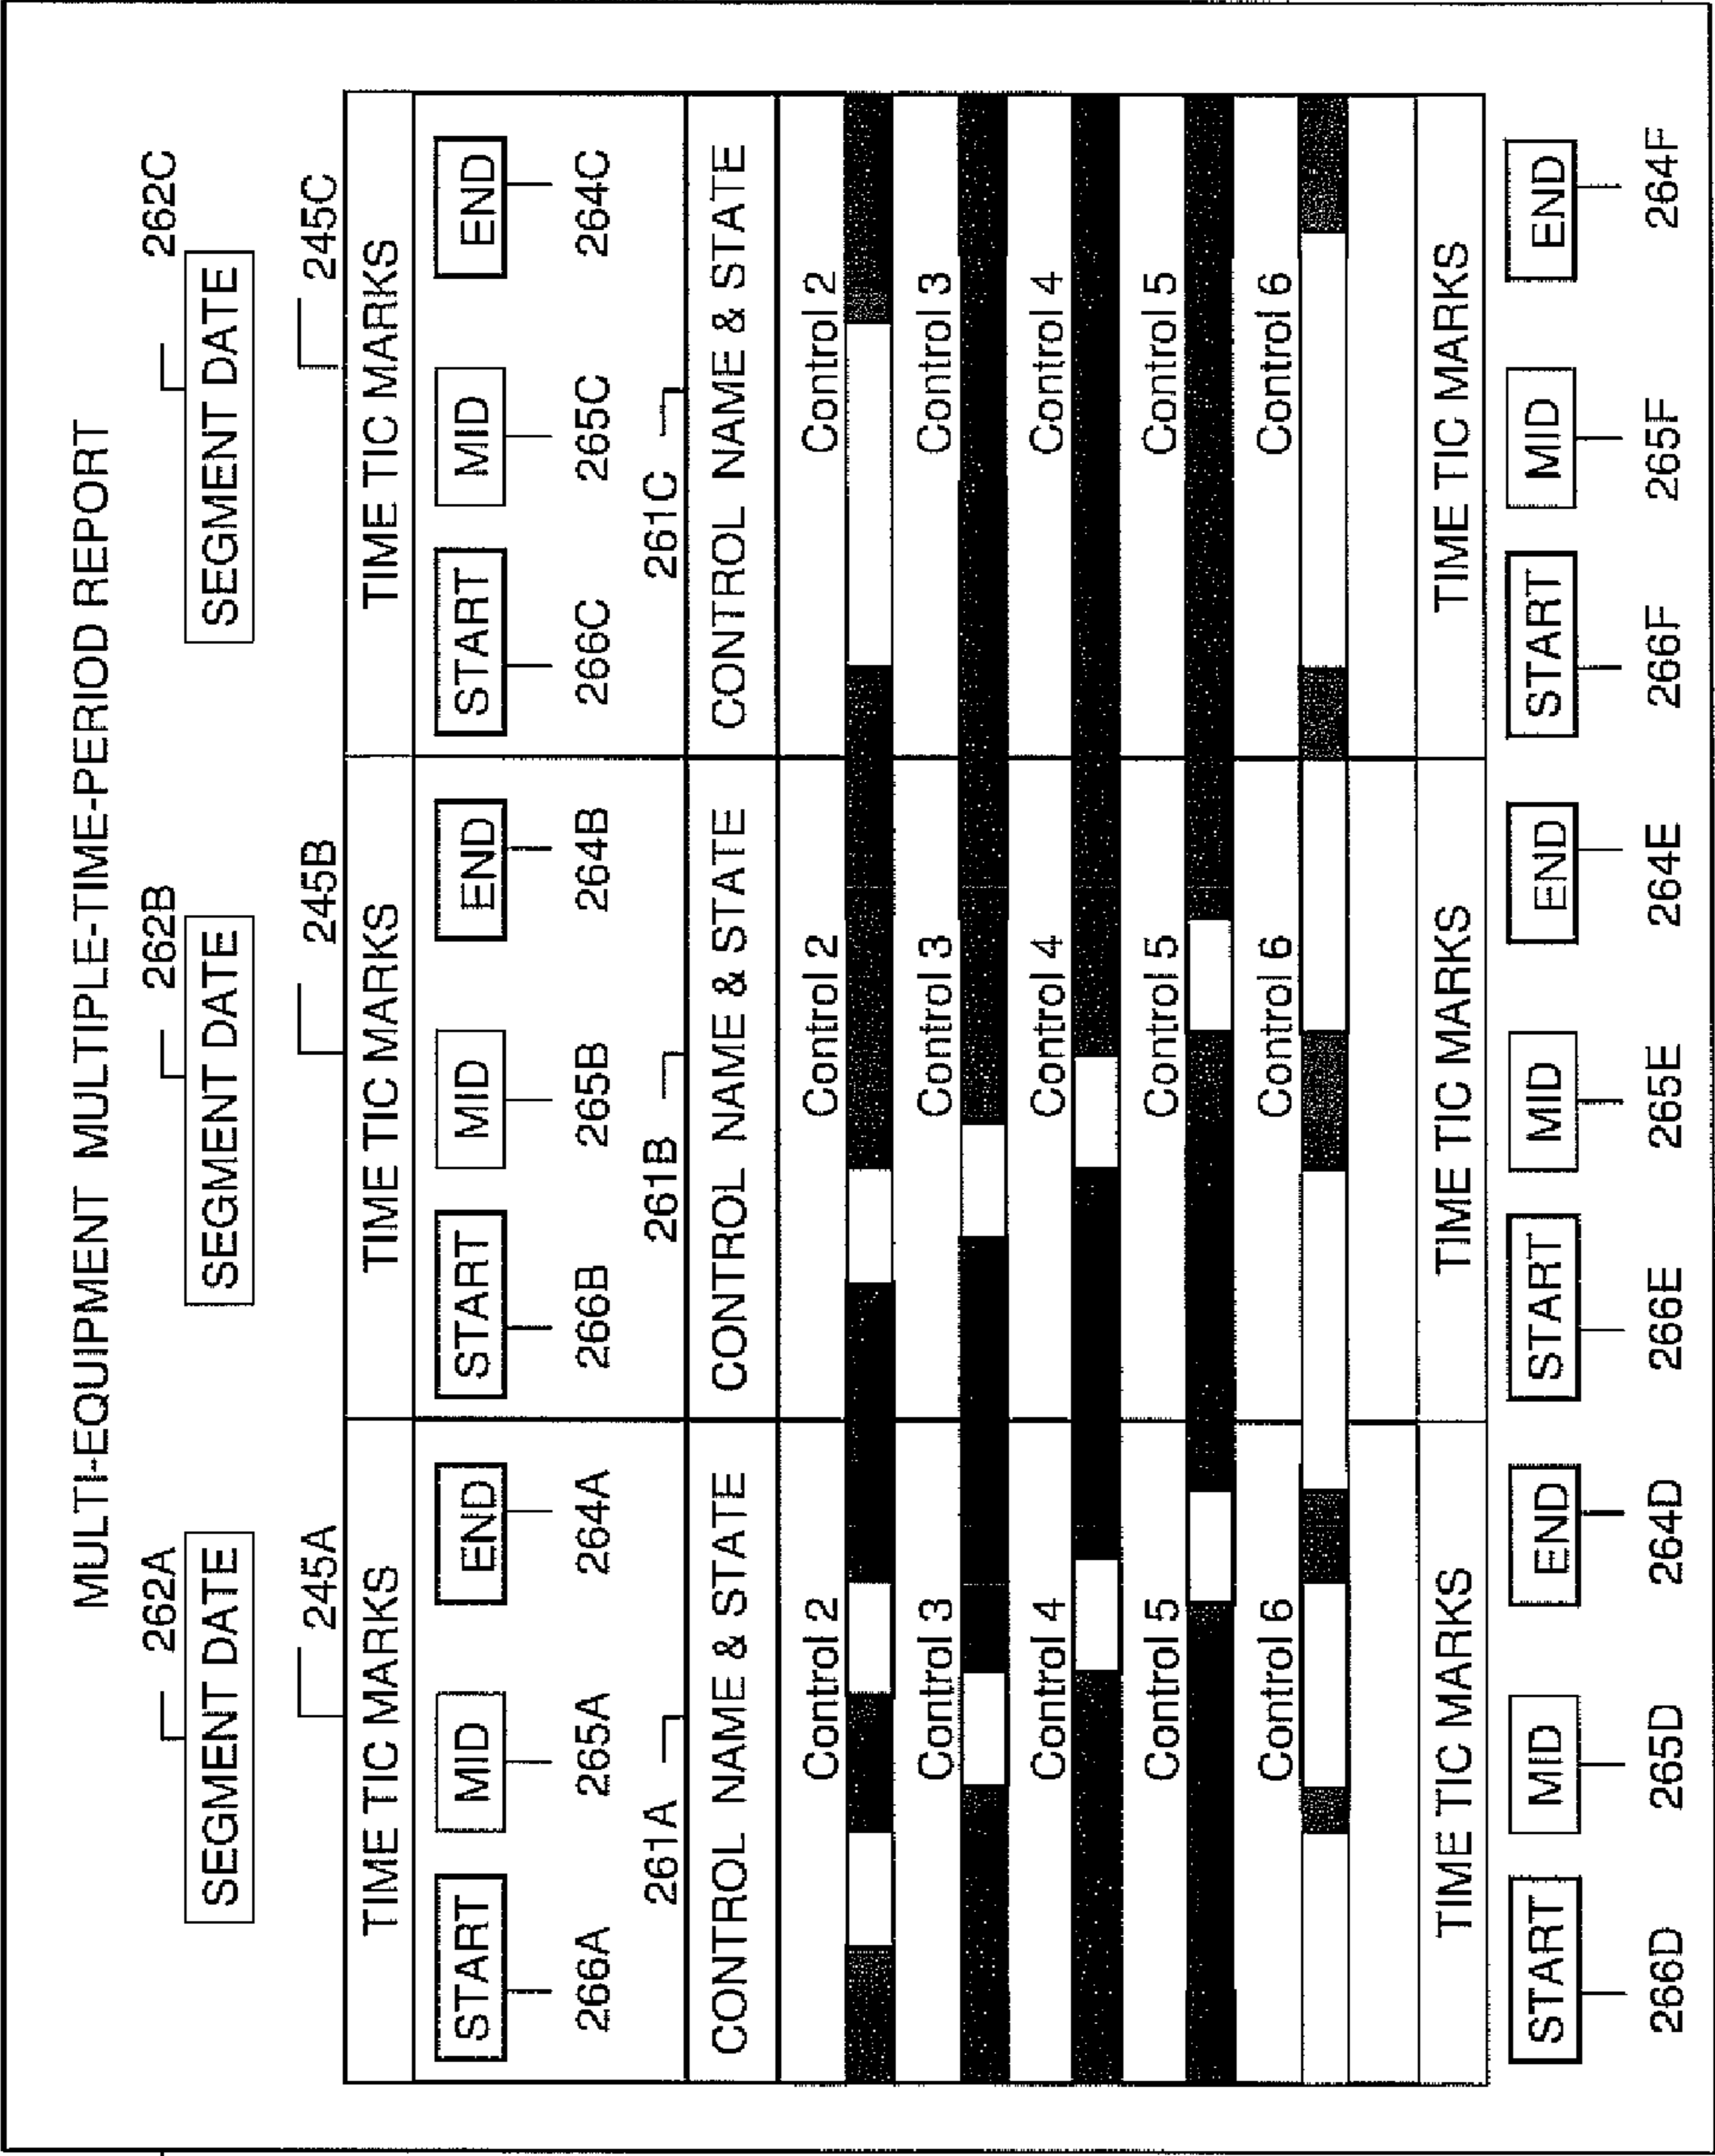 MULTI-EQUIPMENT MULTIPLE-TIME-PERIOD REPORT
262A 262B 262C
SEGMENT DATE SEGMENT DATE SEGMENT DATE
245A 245B 245C
TIME TIC MARKS TIME TIC MARKS TIME TIC MARKS
START MID END START MID END START MID END
266A 265A 264A 266B 265B 264B 266C 265C 264C
261A 261B 261C
CONTROL NAME & STATE CONTROL NAME & STATE CONTROL NAME & STATE
Control 2 Control 2 Control 2
Control 3 Control 3 Control 3
Control 4 Control 4 Control 4
Control 5 Control 5 Control 5
Control 6 Control 6 Control 6
TIME TIC MARKS TIME TIC MARKS TIME TIC MARKS
START MID END START MID END START MID END
266D 265D 264D 266E 265E 264E 266F 265F 264F